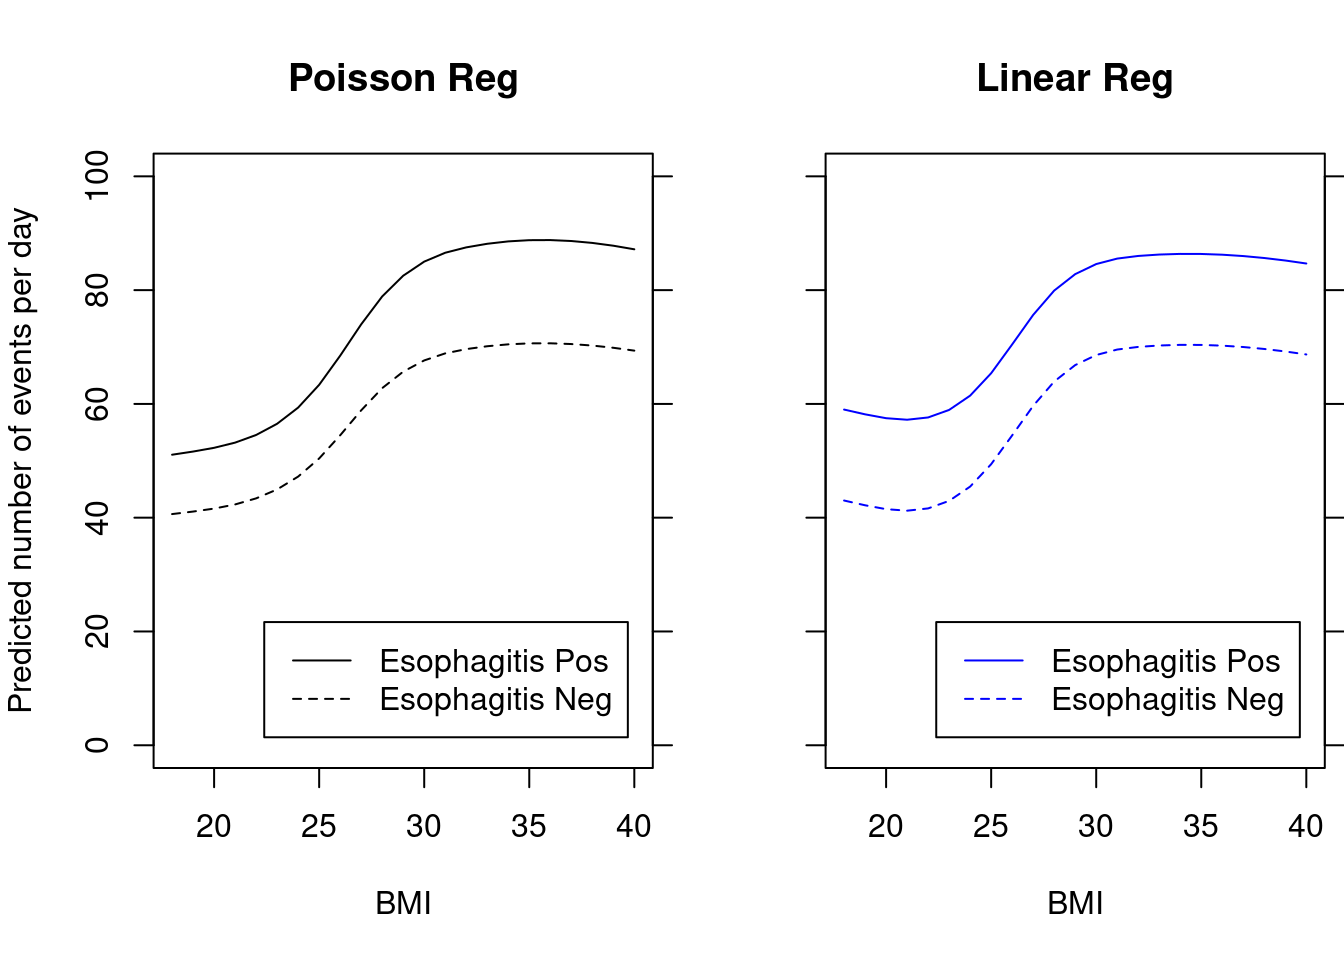 Poisson Reg
Predicted number of events per day
100
80
60
40
20
0
Esophagitis Pos
Esophagitis Neg
20 25 30 35 40
BMI
Linear Reg
Esophagitis Pos
Esophagitis Neg
20 25 30 35 40
BMI